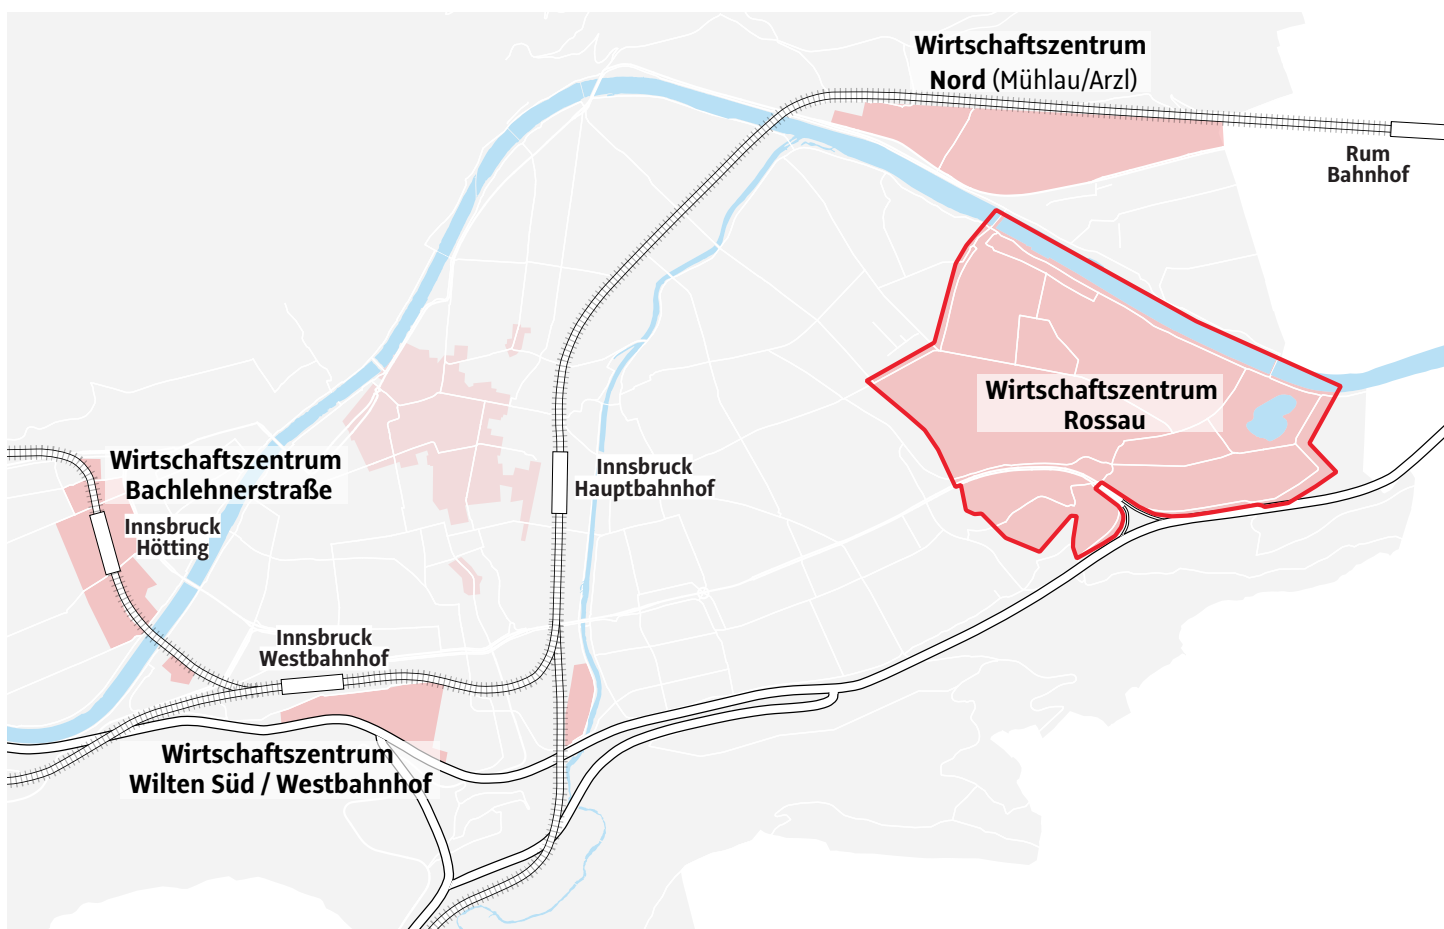 Wirtschaftszentrum
Nord (Mühlau/Arzl)
Rum
Bahnhof
Wirtschaftszentrum
Rossau
Wirtschaftszentrum
Bachlehnerstraße
Innsbruck
Hauptbahnhof
Innsbruck
Hötting
Innsbruck
Westbahnhof
Wirtschaftszentrum
Wilten Süd / Westbahnhof